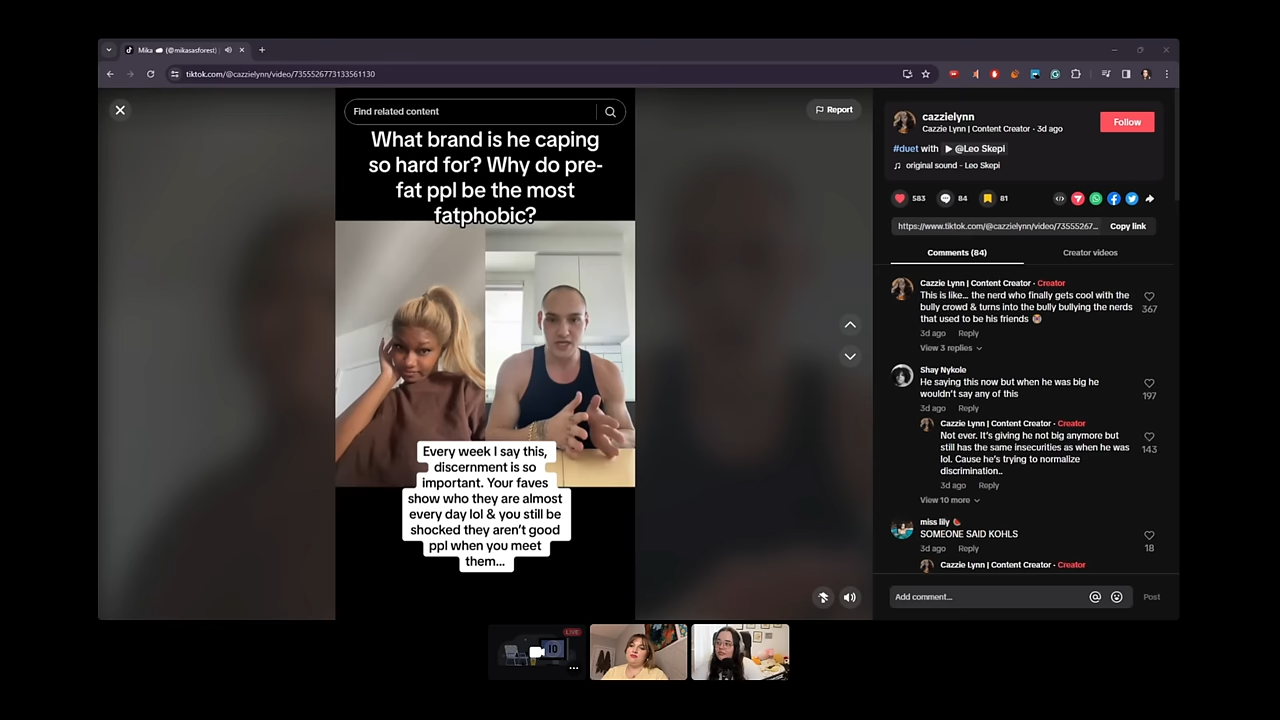 Mika ☁️ (@mikasasforest)
tiktok.com/@cazzielynn/video/7355526773133561130
Find related content
Report
What brand is he caping
so hard for? Why do pre-
fat ppl be the most
fatphobic?
Every week I say this,
discernment is so
important. Your faves
show who they are almost
every day lol & you still be
shocked they aren't good
ppl when you meet
them...
cazzielynn
Cazzie Lynn | Content Creator · 3d ago
Follow
#duet with ▶ @Leo Skepi
♫ original sound - Leo Skepi
583
84
81
https://www.tiktok.com/@cazzielynn/video/73555267...
Copy link
Comments (84)
Creator videos
Cazzie Lynn | Content Creator · Creator
This is like... the nerd who finally gets cool with the
bully crowd & turns into the bully bullying the nerds
that used to be his friends
367
3d ago Reply
View 3 replies
Shay Nykole
He saying this now but when he was big he
wouldn't say any of this
197
3d ago Reply
Cazzie Lynn | Content Creator · Creator
Not ever. It's giving he not big anymore but
still has the same insecurities as when he was
lol. Cause he's trying to normalize
discrimination..
143
3d ago Reply
View 10 more
miss lily 🍉
SOMEONE SAID KOHLS
18
3d ago Reply
Cazzie Lynn | Content Creator · Creator
Add comment...
Post
LIVE
10